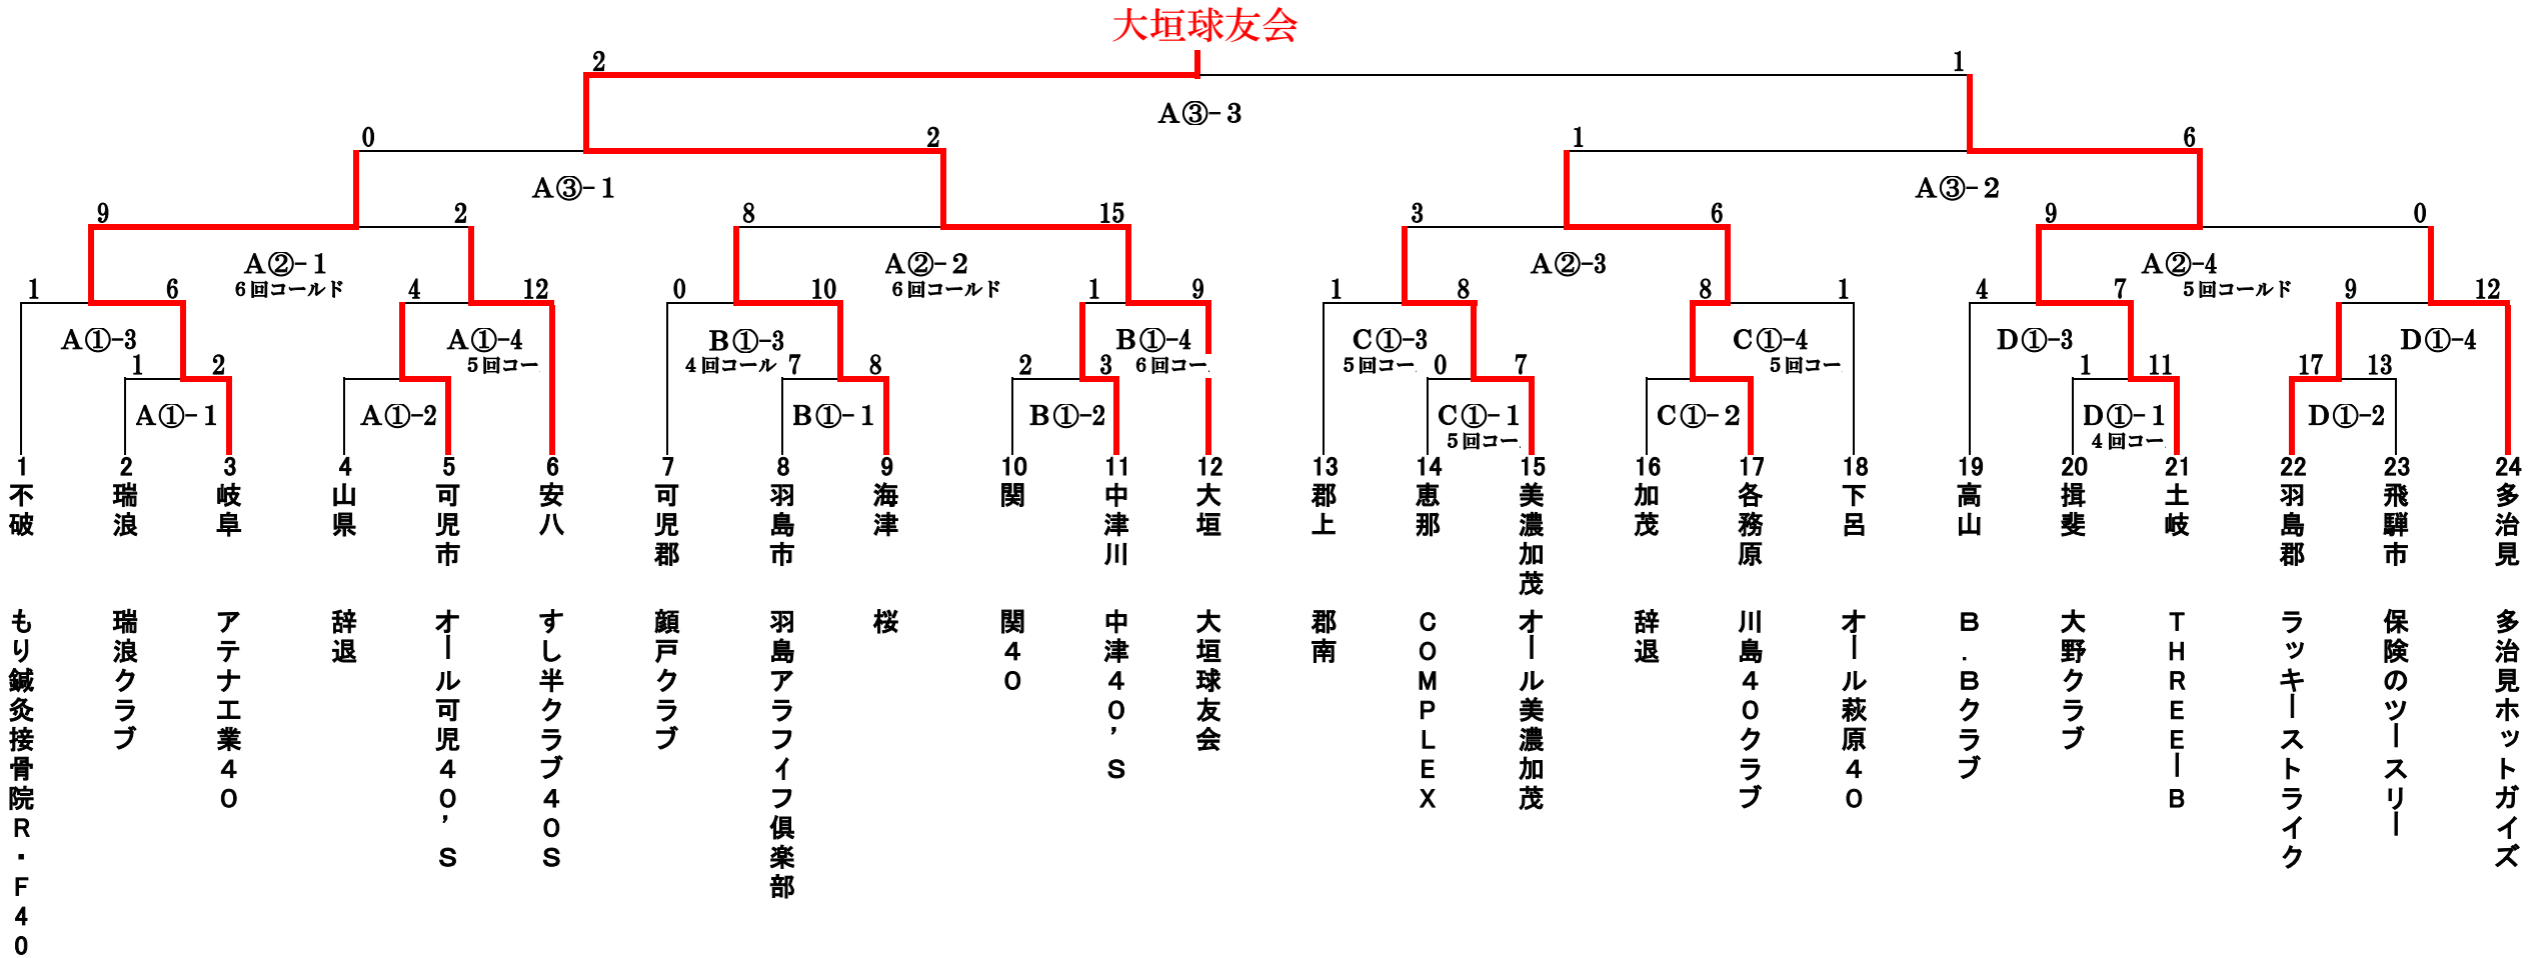 大垣球友会
2 1
A③-3
0 2 1 6
A③-1 A③-2
9 2 8 15 3 6 9 0
A②-1 A②-2 A②-3 A②-4
6回コールド 6回コールド 5回コールド
1 6 4 12 0 10 1 9 1 8 8 1 4 7 9 12
A①-3 A①-4 B①-3 B①-4 C①-3 C①-4 D①-3 D①-4
5回コー 4回コール 6回コー 5回コー 5回コー
1 2 7 8 2 3 0 7 1 11 17 13
A①-1 A①-2 B①-1 B①-2 C①-1 C①-2 D①-1 D①-2
5回コー 4回コー
1 不破 もり鍼灸接骨院R・F40
2 瑞浪 瑞浪クラブ
3 岐阜 アテナ工業40
4 山県 辞退
5 可児市 オール可児40’S
6 安八 すし半クラブ40S
7 可児郡 顔戸クラブ
8 羽島市 羽島アラフィフ倶楽部
9 海津 桜
10 関 関40
11 中津川 中津40’S
12 大垣 大垣球友会
13 郡上 郡南
14 恵那 COMPLEX
15 美濃加茂 オール美濃加茂
16 加茂 辞退
17 各務原 川島40クラブ
18 下呂 オール萩原40
19 高山 B.Bクラブ
20 揖斐 大野クラブ
21 土岐 THREE-B
22 羽島郡 ラッキーストライク
23 飛騨市 保険のツースリー
24 多治見 多治見ホットガイズ